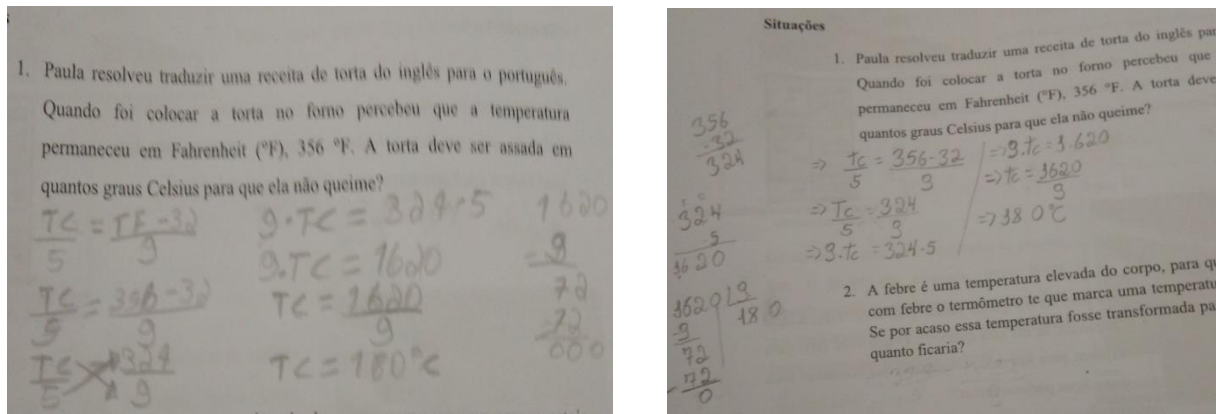 1. Paula resolveu traduzir uma receita de torta do inglês para o português.
Quando foi colocar a torta no forno percebeu que a temperatura
permaneceu em Fahrenheit (ºF), 356 ºF. A torta deve ser assada em
quantos graus Celsius para que ela não queime?
TC/5 = TF-32/9
TC/5 = 356-32/9
TC/5 = 324/9
9.TC = 324.5
9.TC = 1620
TC = 1620/9
TC = 180°C
1620
- 9
72
-72
000
Situações
1. Paula resolveu traduzir uma receita de torta do inglês par
Quando foi colocar a torta no forno percebeu que
permaneceu em Fahrenheit (ºF), 356 ºF. A torta deve
quantos graus Celsius para que ela não queime?
356
-32
324
324
5
1620
1620 9
9 180
72
-72
0
=> tc/5 = 356-32/9
=> Tc/5 = 324/9
=> 9.tc = 324.5
=> 9.tc = 1.620
=> tc = 1620/9
=> 180°C
2. A febre é uma temperatura elevada do corpo, para qu
com febre o termômetro te que marca uma temperatu
Se por acaso essa temperatura fosse transformada pa
quanto ficaria?